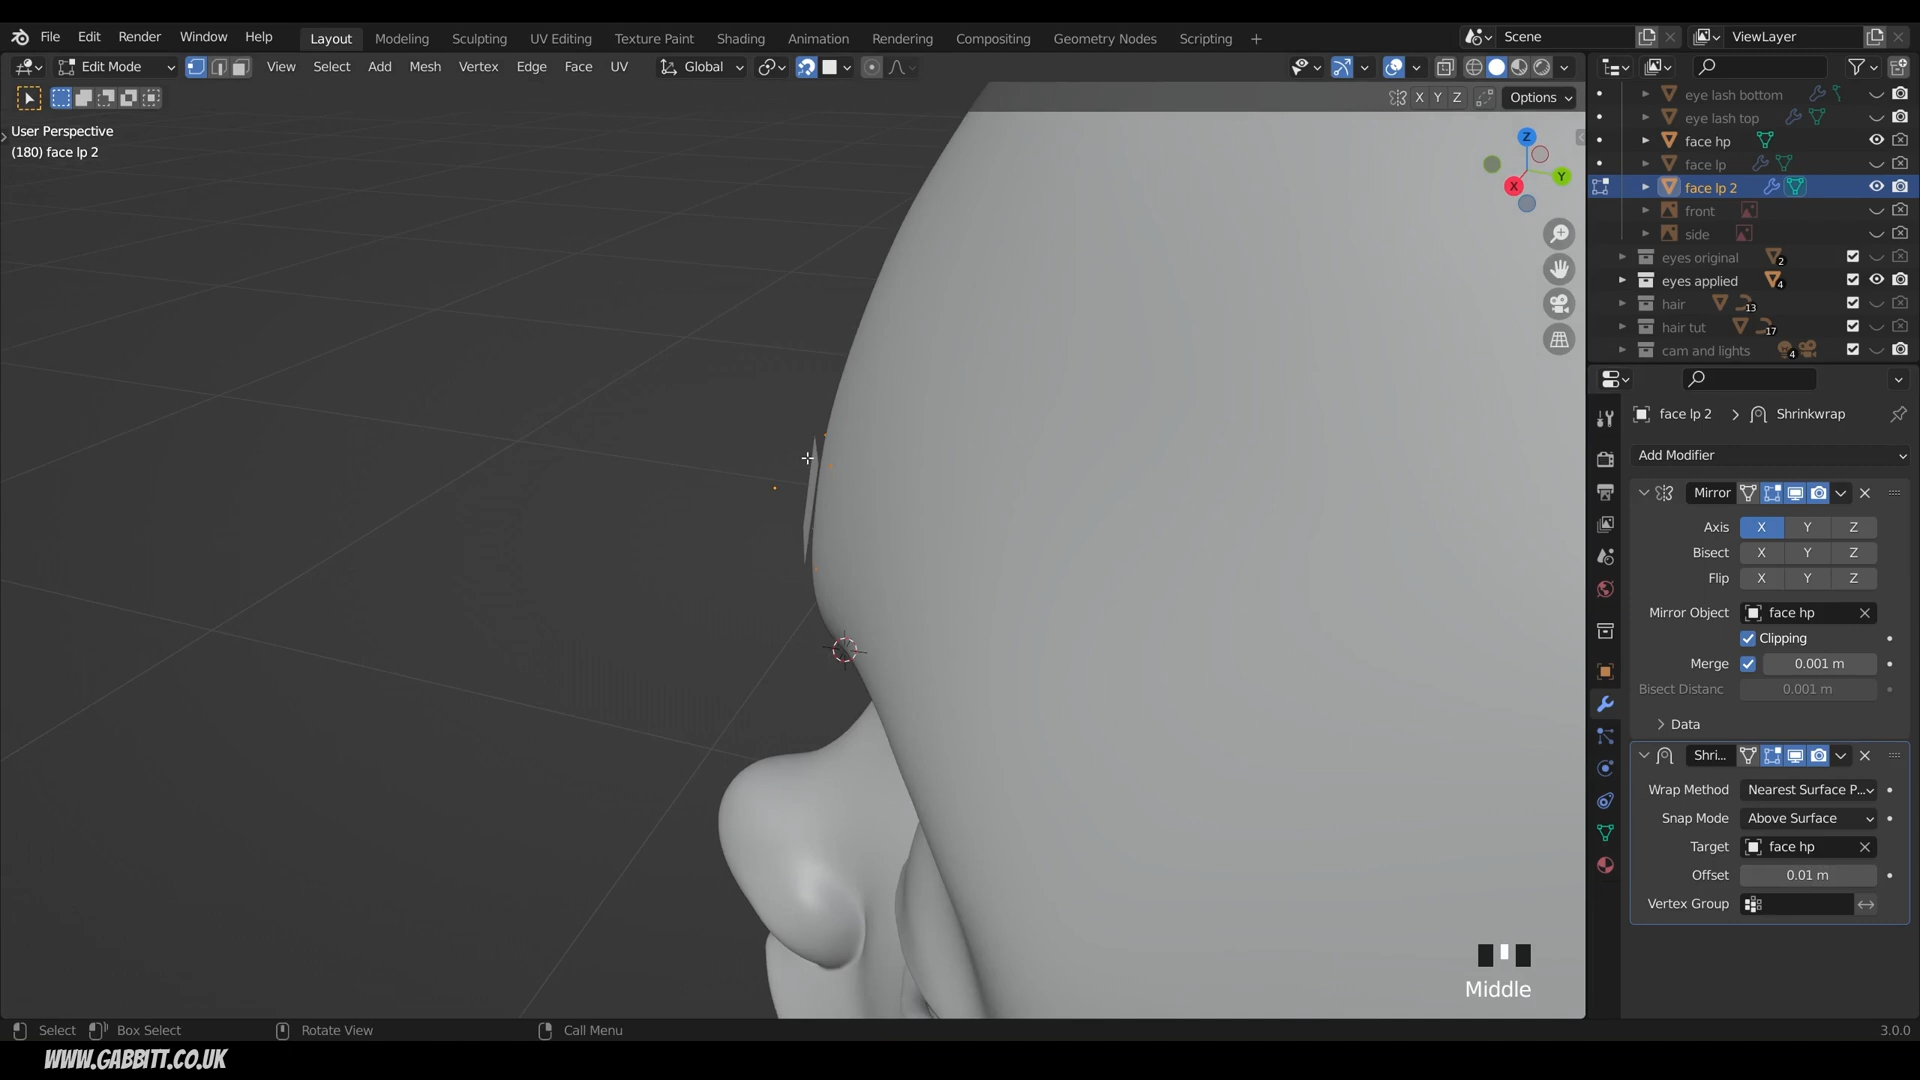 File Edit Render Window Help Layout Modeling Sculpting UV Editing Texture Paint Shading Animation Rendering Compositing Geometry Nodes Scripting + Scene ViewLayer
Edit Mode View Select Add Mesh Vertex Edge Face UV Global
X Y Z Options
User Perspective
(180) face lp 2
Z
Y
X
eye lash bottom
eye lash top
face hp
face lp
face lp 2
front
side
eyes original 2
eyes applied 4
hair 13
hair tut 17
cam and lights 4
face lp 2 > Shrinkwrap
Add Modifier
Mirror
Axis X Y Z
Bisect X Y Z
Flip X Y Z
Mirror Object face hp
Clipping
Merge 0.001 m
Bisect Distanc 0.001 m
Data
Shri...
Wrap Method Nearest Surface P...
Snap Mode Above Surface
Target face hp
Offset 0.01 m
Vertex Group
Middle
Select Box Select Rotate View Call Menu 3.0.0
WWW.GABBITT.CO.UK